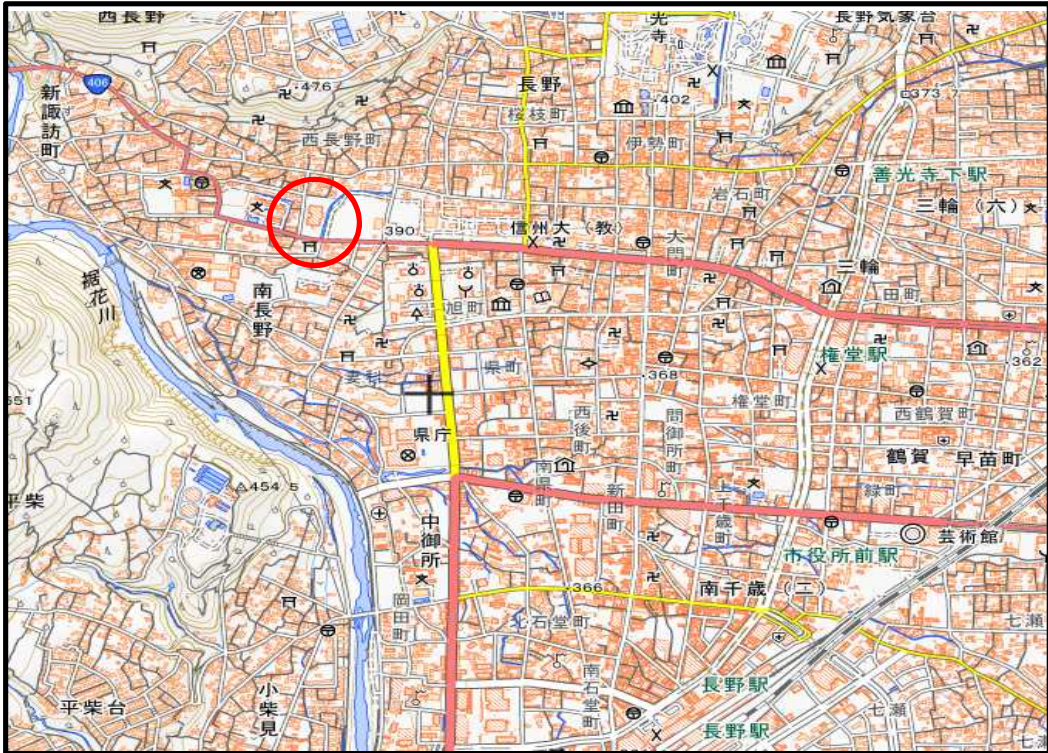 西長野
光寺
長野気象台
406
476
長野
402
373
新諏訪町
桜枝町
西長野町
伊勢町
善光寺下駅
岩石町
三輪（六）
390
信州大（教）
大門町
三輪
裾花川
南長野
旭町
田町
権堂駅
362
妻科
県町
368
551
権堂町
西後町
問御所町
西鶴賀町
県庁
鶴賀
早苗町
平柴
454.5
南県町
新田町
上千歳町
緑町
中御所
芸術館
市役所前駅
366
南千歳（二）
岡田町
北石堂町
七瀬
小柴見
南石堂町
長野駅
平柴台
七瀬
長野駅